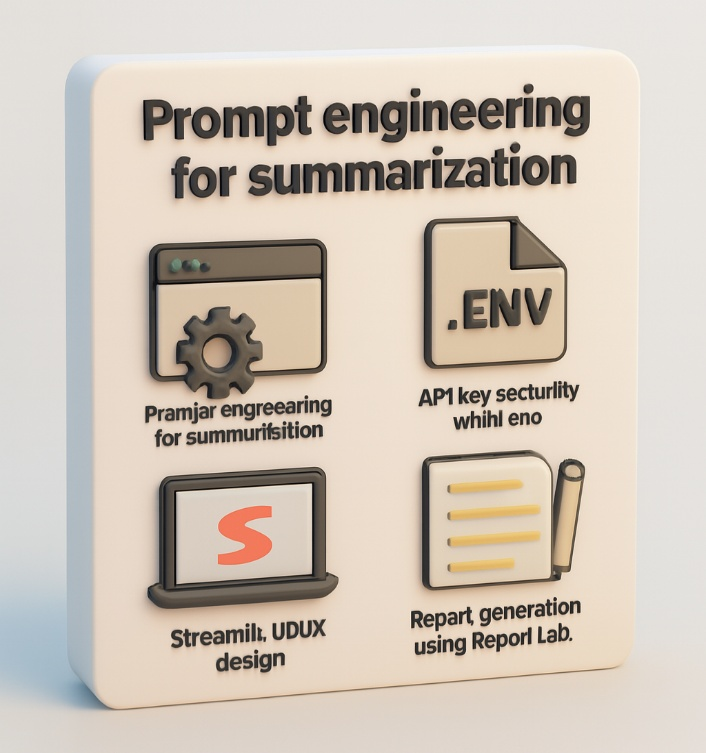 Prompt engineering
for summarization
.ENV
Pramjar engreearing
for summurifsition
AP1 key secturlity
whihl eno
S
Streamilt, UDUX
design
Repart, generation
using Reporl Lab.